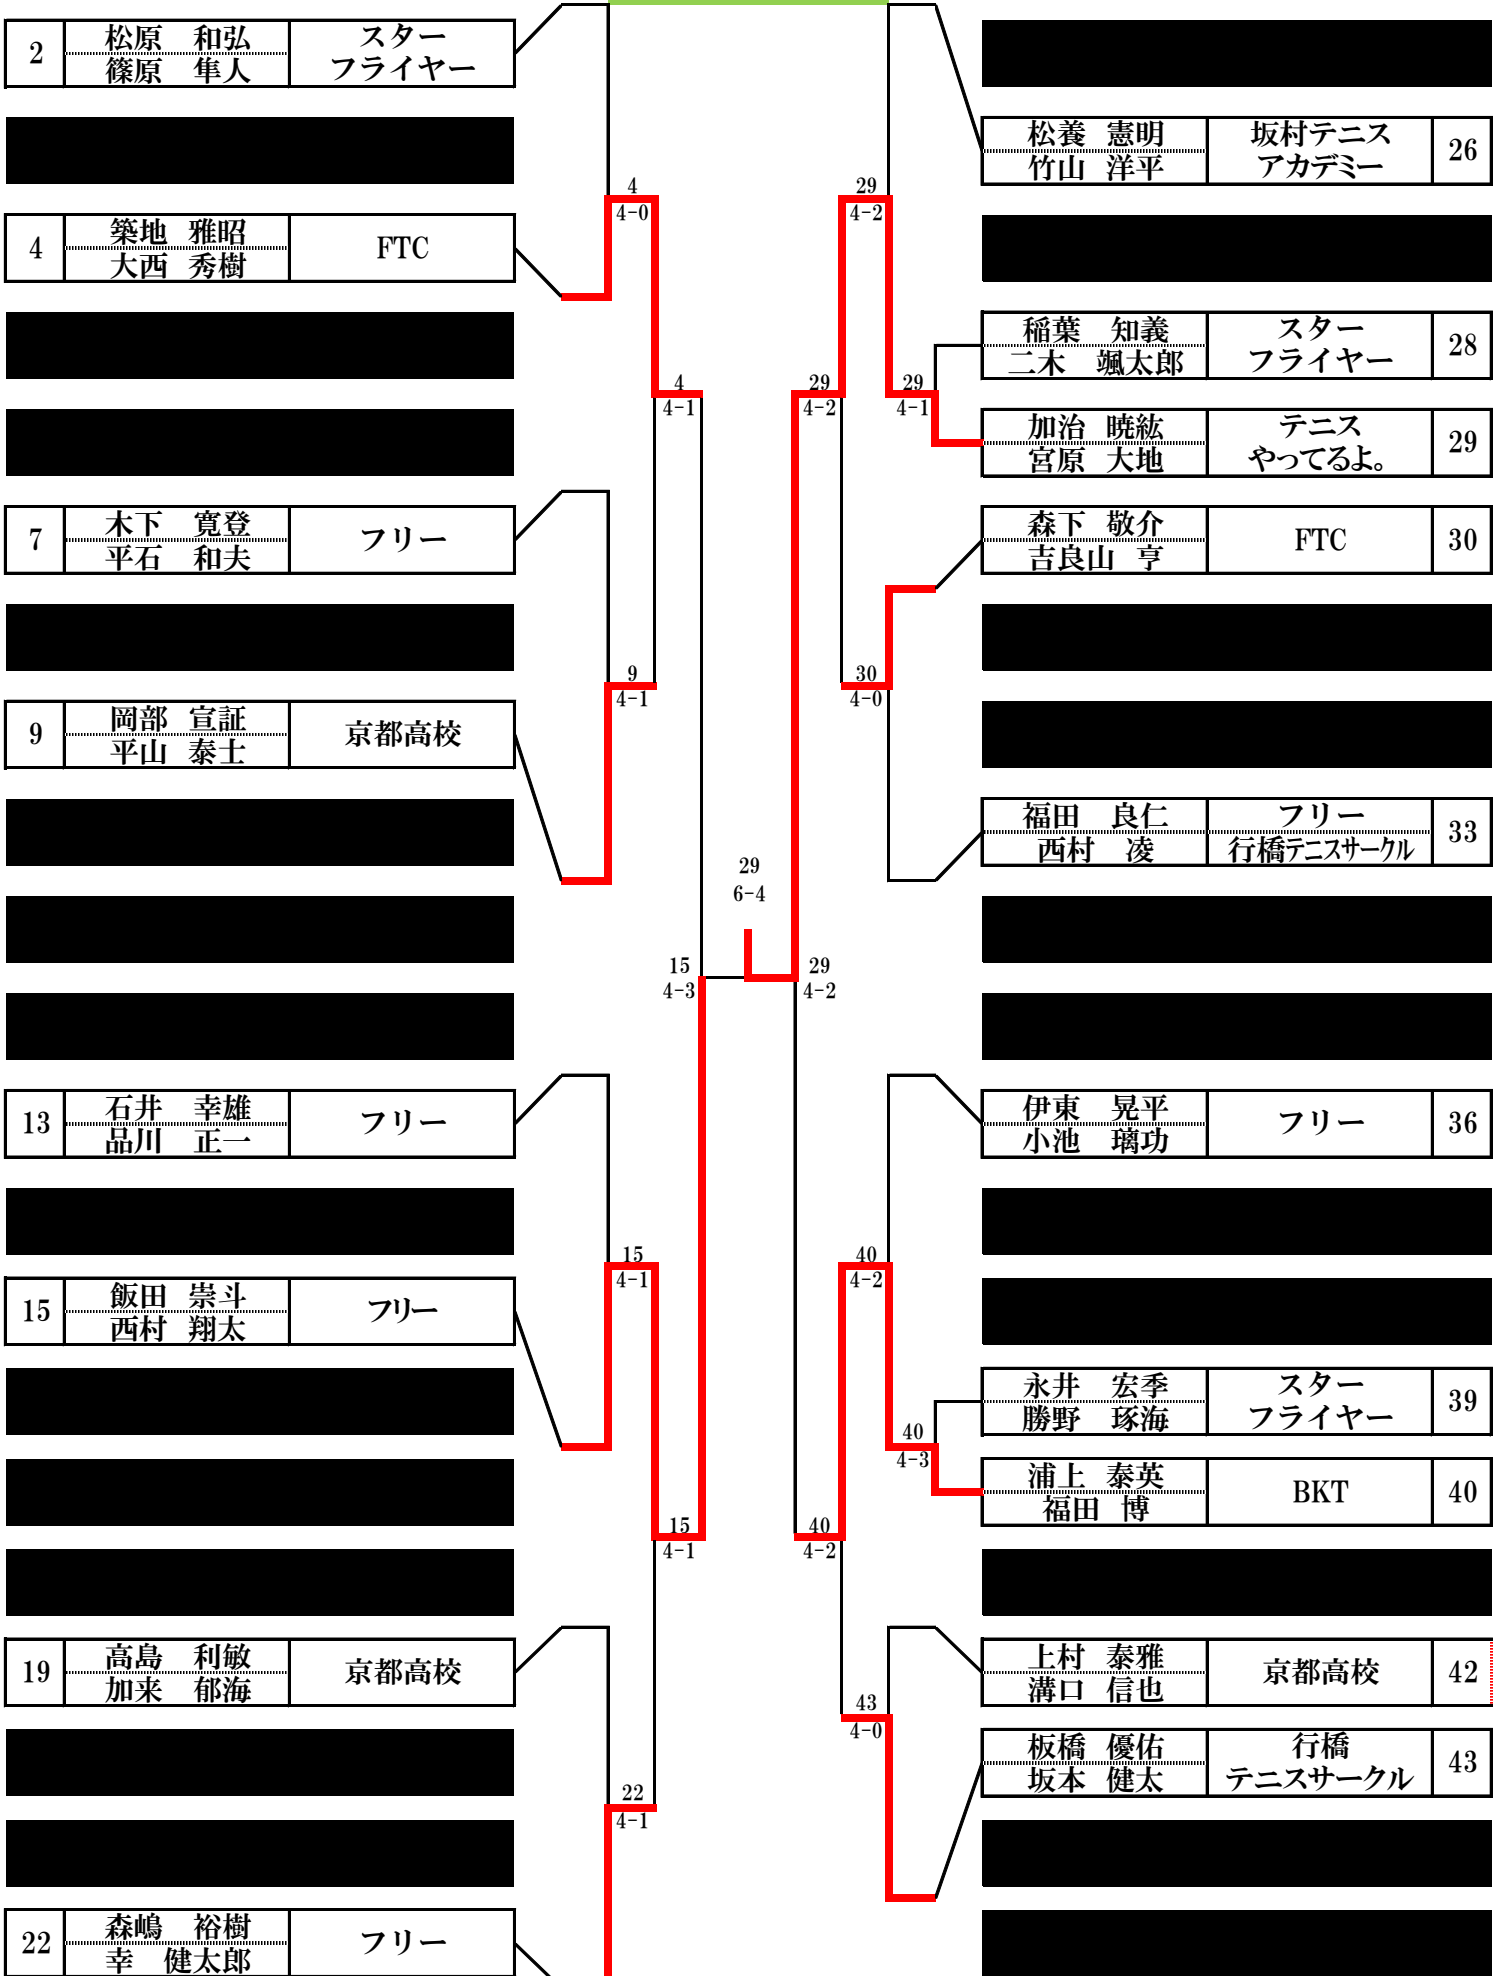 2
松原　和弘
篠原　隼人
スター
フライヤー
4
築地 雅昭
大西 秀樹
FTC
7
木下　寛登
平石　和夫
フリー
9
岡部 宣証
平山 泰士
京都高校
13
石井　幸雄
品川　正一
フリー
15
飯田 崇斗
西村 翔太
フリー
19
高島　利敏
加来　郁海
京都高校
22
森嶋　裕樹
幸　健太郎
フリー
4
4-0
4
4-1
9
4-1
15
4-3
15
4-1
15
4-1
22
4-1
29
6-4
29
4-2
29
4-2
29
4-1
30
4-0
29
4-2
40
4-2
40
4-3
40
4-2
43
4-0
松養 憲明
竹山 洋平
坂村テニス
アカデミー
26
稲葉　知義
二木　颯太郎
スター
フライヤー
28
加治 暁紘
宮原 大地
テニス
やってるよ。
29
森下 敬介
吉良山 亨
FTC
30
福田　良仁
西村　凌
フリー
行橋テニスサークル
33
伊東　晃平
小池　璃功
フリー
36
永井　宏季
勝野　琢海
スター
フライヤー
39
浦上 泰英
福田 博
BKT
40
上村 泰雅
溝口 信也
京都高校
42
板橋 優佑
坂本 健太
行橋
テニスサークル
43